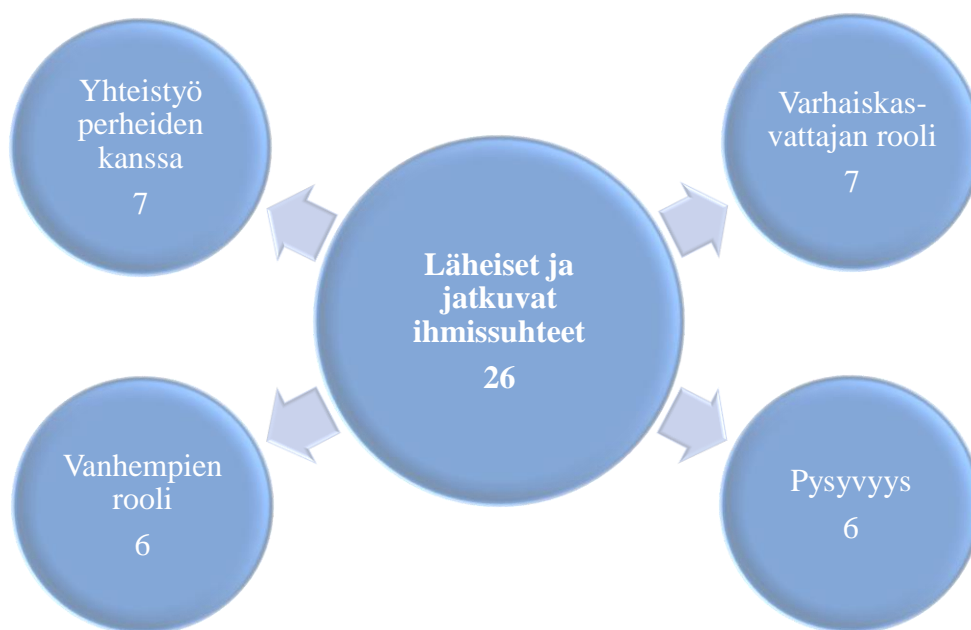 Yhteistyö
perheiden
kanssa
7
Varhaiskas-
vattajan rooli
7
Läheiset ja
jatkuvat
ihmissuhteet
26
Vanhempien
rooli
6
Pysyvyys
6